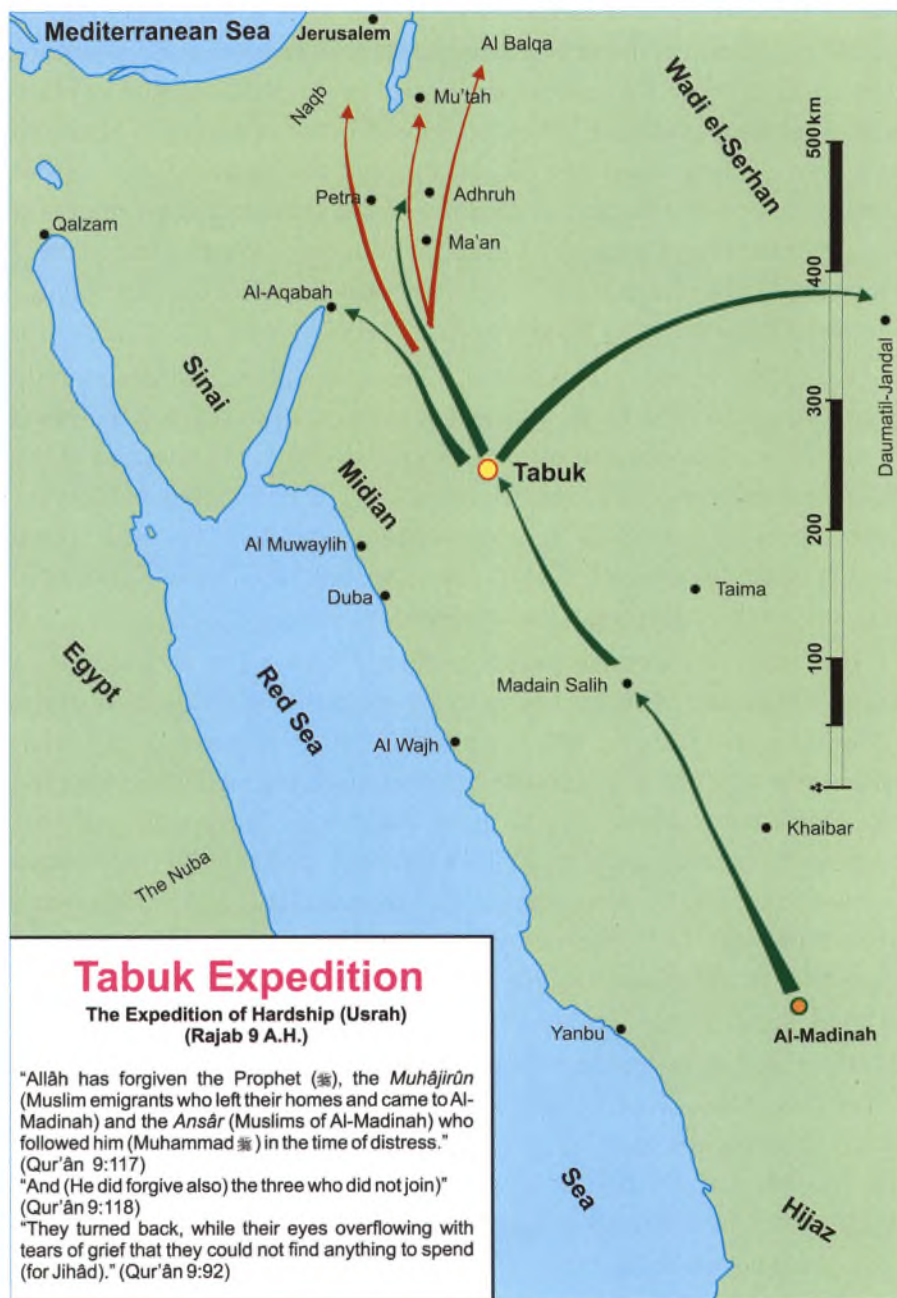 Mediterranean Sea
Jerusalem
Al Balqa
Naqb
Mu'tah
Wadi el-Serhan
500 km
Petra
Adhruh
Qalzam
Ma'an
400
Al-Aqabah
Daumatil-Jandal
Sinai
300
Tabuk
Midian
Al Muwaylih
200
Duba
Taima
Egypt
Red Sea
100
Madain Salih
Al Wajh
Khaibar
The Nuba
Al-Madinah
Yanbu
Sea
Hijaz
Tabuk Expedition
The Expedition of Hardship (Usrah)
(Rajab 9 A.H.)
“Allâh has forgiven the Prophet (ﷺ), the Muhâjirûn
(Muslim emigrants who left their homes and came to Al-
Madinah) and the Ansâr (Muslims of Al-Madinah) who
followed him (Muhammad ﷺ) in the time of distress.”
(Qur’ân 9:117)
“And (He did forgive also) the three who did not join)”
(Qur’ân 9:118)
“They turned back, while their eyes overflowing with
tears of grief that they could not find anything to spend
(for Jihâd).” (Qur’ân 9:92)